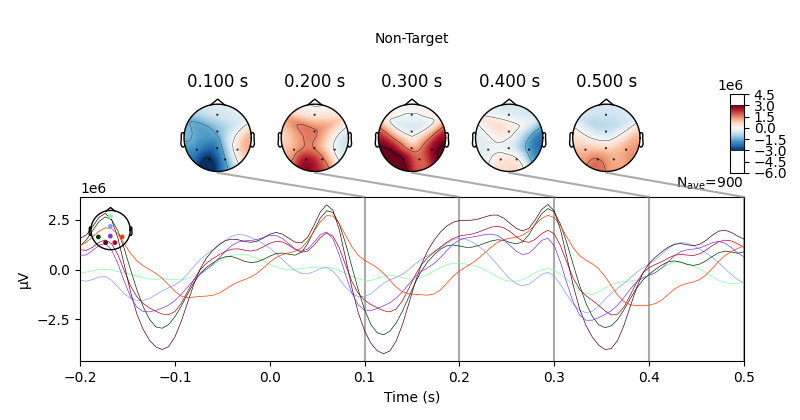 Non-Target
0.100 s 0.200 s 0.300 s 0.400 s 0.500 s
1e6
4.5
3.0
1.5
0.0
−1.5
−3.0
−4.5
−6.0
Nave=900
1e6
2.5
0.0
−2.5
µV
−0.2 −0.1 0.0 0.1 0.2 0.3 0.4 0.5
Time (s)